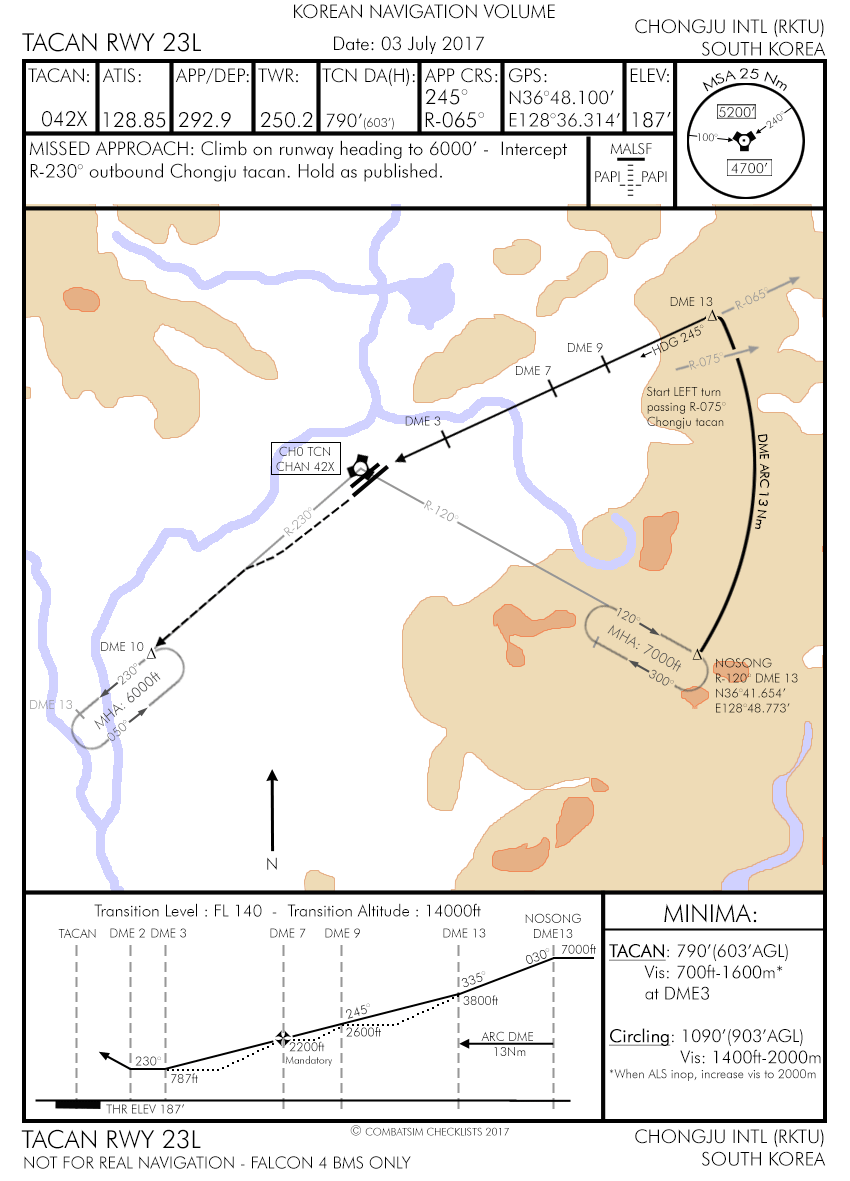 KOREAN NAVIGATION VOLUME
TACAN RWY 23L
Date: 03 July 2017
CHONGJU INTL (RKTU)
SOUTH KOREA
TACAN:
042X
ATIS:
128.85
APP/DEP:
292.9
TWR:
250.2
TCN DA(H):
790'(603')
APP CRS:
245°
R-065°
GPS:
N36°48.100'
E128°36.314'
ELEV:
187'
MSA 25 Nm
5200'
240°
100°
4700'
MISSED APPROACH: Climb on runway heading to 6000' - Intercept
R-230° outbound Chongju tacan. Hold as published.
MALSF
PAPI PAPI
DME 13
R-065°
HDG 245°
R-075°
DME 9
DME 7
Start LEFT turn
passing R-075°
Chongju tacan
DME 3
DME ARC 13 Nm
CH0 TCN
CHAN 42X
R-230°
R-120°
120°
MHA: 7000ft
300°
NOSONG
R-120° DME 13
N36°41.654'
E128°48.773'
DME 10
230°
MHA: 6000ft
050°
DME 13
N
Transition Level : FL 140 - Transition Altitude : 14000ft
TACAN
DME 2
DME 3
DME 7
DME 9
DME 13
NOSONG
DME13
030°
7000ft
335°
3800ft
245°
2600ft
2200ft
Mandatory
ARC DME
13Nm
230°
787ft
THR ELEV 187'
MINIMA:
TACAN: 790'(603'AGL)
Vis: 700ft-1600m*
at DME3
Circling: 1090'(903'AGL)
Vis: 1400ft-2000m
*When ALS inop, increase vis to 2000m
© COMBATSIM CHECKLISTS 2017
TACAN RWY 23L
NOT FOR REAL NAVIGATION - FALCON 4 BMS ONLY
CHONGJU INTL (RKTU)
SOUTH KOREA